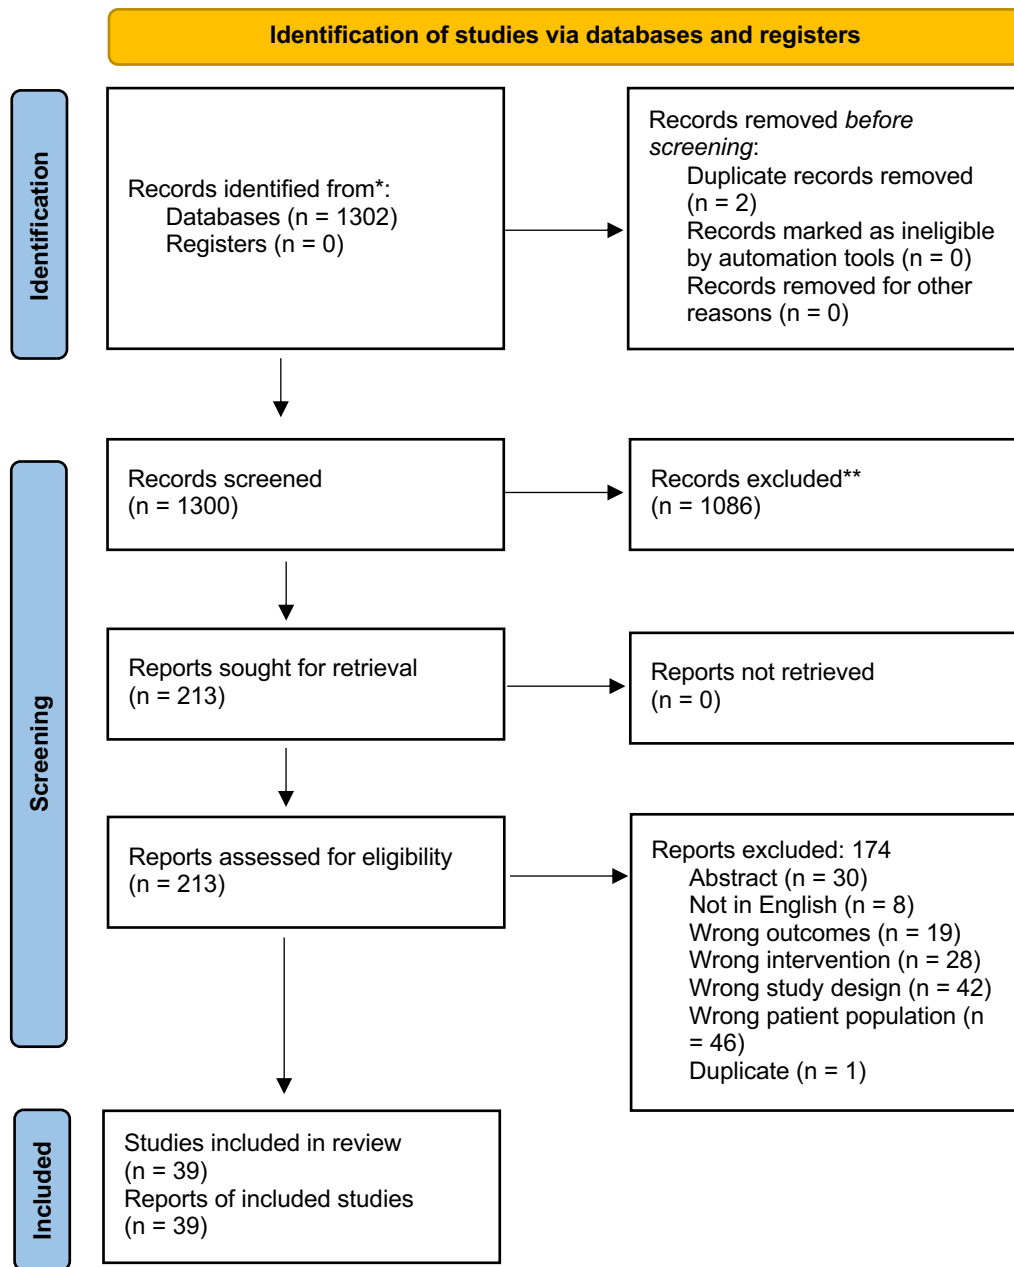 Identification of studies via databases and registers
Identification
Records identified from*:
Databases (n = 1302)
Registers (n = 0)
Records removed before
screening:
Duplicate records removed
(n = 2)
Records marked as ineligible
by automation tools (n = 0)
Records removed for other
reasons (n = 0)
Screening
Records screened
(n = 1300)
Records excluded**
(n = 1086)
Reports sought for retrieval
(n = 213)
Reports not retrieved
(n = 0)
Reports assessed for eligibility
(n = 213)
Reports excluded: 174
Abstract (n = 30)
Not in English (n = 8)
Wrong outcomes (n = 19)
Wrong intervention (n = 28)
Wrong study design (n = 42)
Wrong patient population (n
= 46)
Duplicate (n = 1)
Included
Studies included in review
(n = 39)
Reports of included studies
(n = 39)